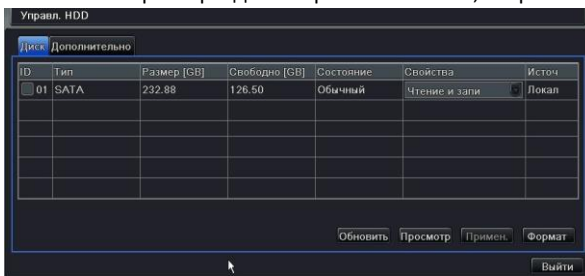 Управл. HDD
Диск Дополнительно
ID Тип Размер [GB] Свободно [GB] Состояние Свойства Источ
01 SATA 232.88 126.50 Обычный Чтение и запи Локал
Обновить Просмотр Примен. Формат
Выйти